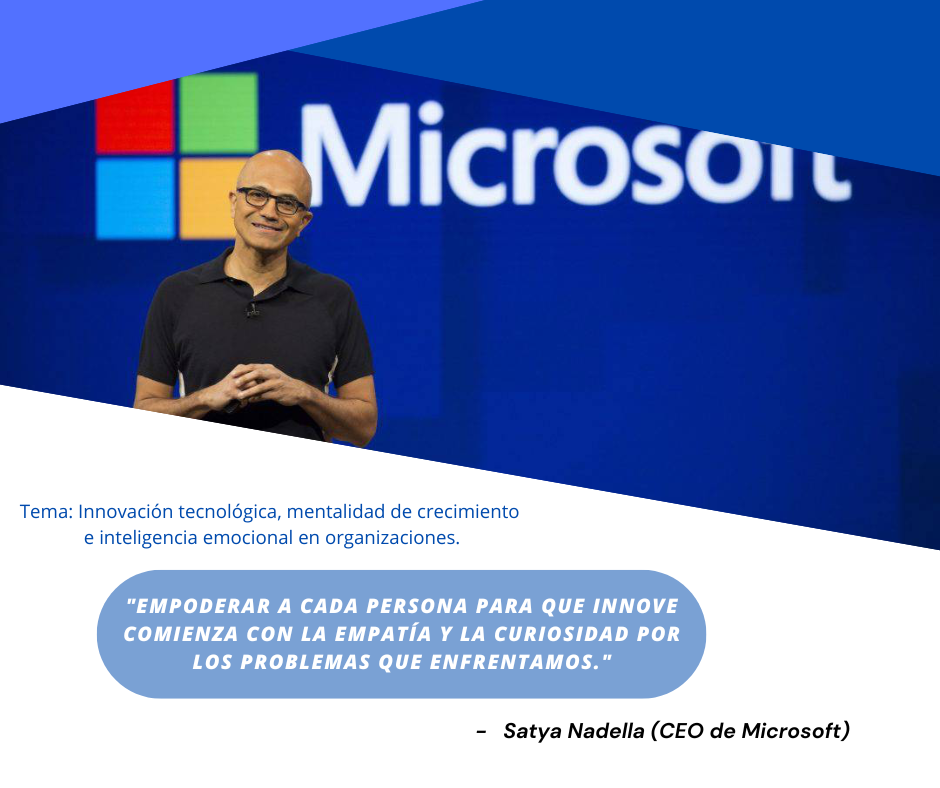 Microsoft
Tema: Innovación tecnológica, mentalidad de crecimiento
e inteligencia emocional en organizaciones.
"EMPODERAR A CADA PERSONA PARA QUE INNOVE
COMIENZA CON LA EMPATÍA Y LA CURIOSIDAD POR
LOS PROBLEMAS QUE ENFRENTAMOS."
- Satya Nadella (CEO de Microsoft)